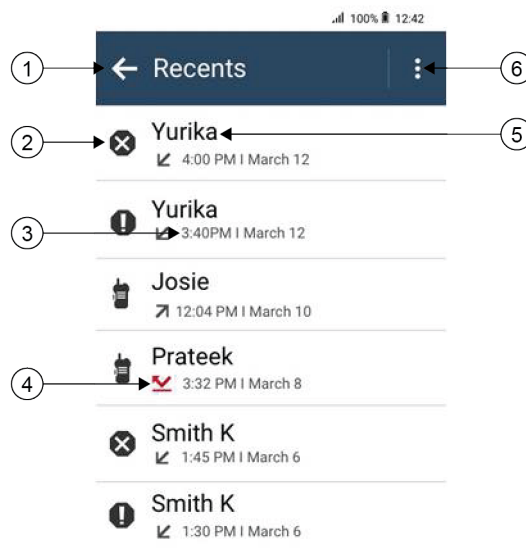 100% 12:42
1 Recents 6
Yurika 5
2
4:00 PM I March 12
Yurika
3 3:40PM I March 12
Josie
12:04 PM I March 10
Prateek
4 3:32 PM I March 8
Smith K
1:45 PM I March 6
Smith K
1:30 PM I March 6